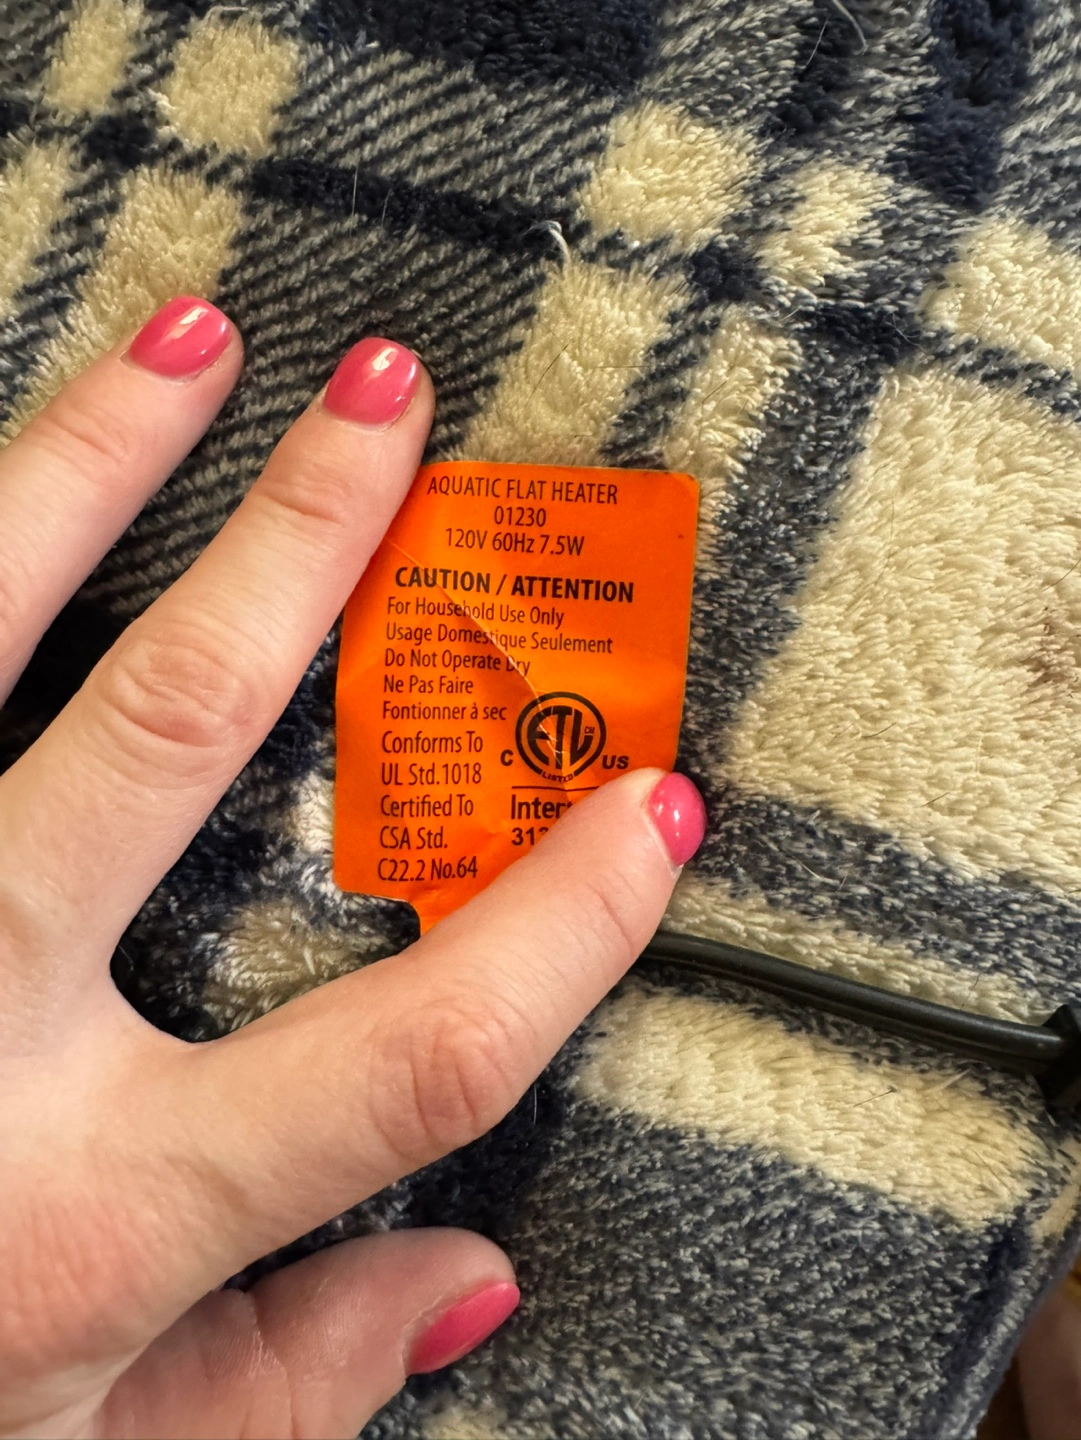 AQUATIC FLAT HEATER
01230
120V 60Hz 7.5W
CAUTION / ATTENTION
For Household Use Only
Usage Domestique Seulement
Do Not Operate Dry
Ne Pas Faire
Fontionner à sec
Conforms To
UL Std.1018
Certified To
CSA Std.
C22.2 No.64
ETL CM
LISTED
C US